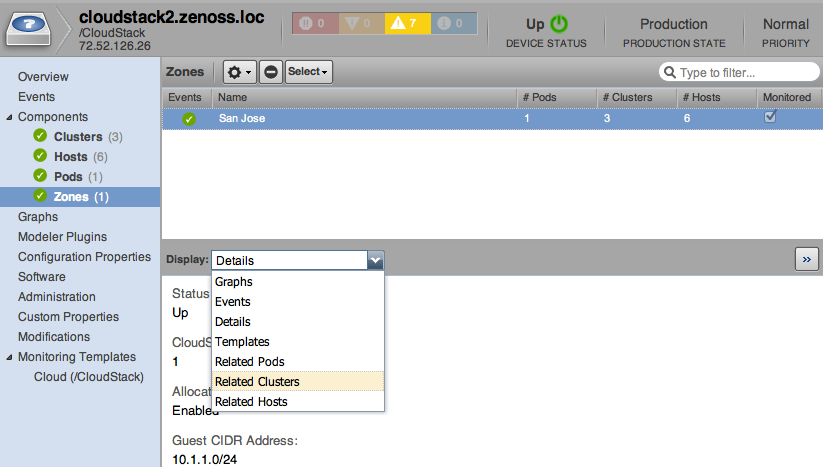 cloudstack2.zenoss.loc
/CloudStack
72.52.126.26
0 0 7 0
Up
DEVICE STATUS
Production
PRODUCTION STATE
Normal
PRIORITY
Overview
Events
Components
Clusters (3)
Hosts (6)
Pods (1)
Zones (1)
Graphs
Modeler Plugins
Configuration Properties
Software
Administration
Custom Properties
Modifications
Monitoring Templates
Cloud (/CloudStack)
Zones Select Type to filter...
Events Name # Pods # Clusters # Hosts Monitored
San Jose 1 3 6
Display: Details »
Graphs
Events
Details
Templates
Related Pods
Related Clusters
Related Hosts
Status
Up
CloudS
1
Allocat
Enabled
Guest CIDR Address:
10.1.1.0/24